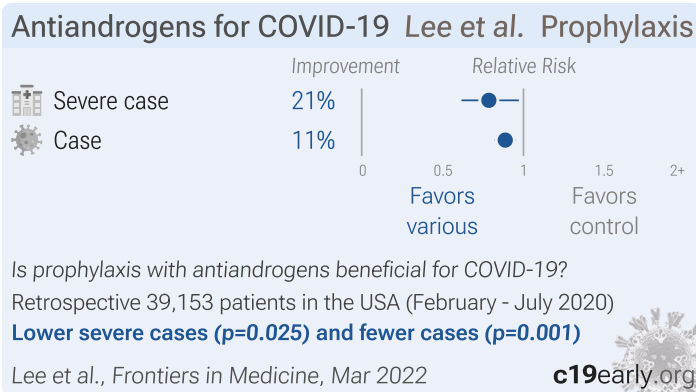 Antiandrogens for COVID-19 Lee et al. Prophylaxis
Improvement Relative Risk
Severe case 21%
Case 11%
0 0.5 1 1.5 2+
Favors various Favors control
Is prophylaxis with antiandrogens beneficial for COVID-19?
Retrospective 39,153 patients in the USA (February - July 2020)
Lower severe cases (p=0.025) and fewer cases (p=0.001)
Lee et al., Frontiers in Medicine, Mar 2022 c19early.org